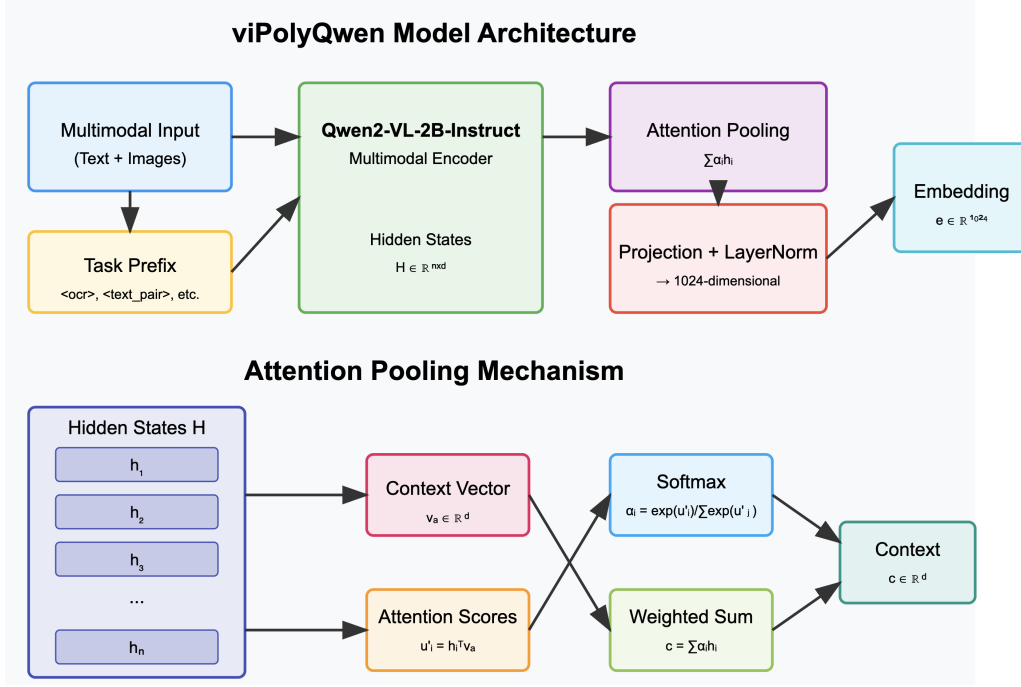 viPolyQwen Model Architecture
Multimodal Input
(Text + Images)
Task Prefix
<ocr>, <text_pair>, etc.
Qwen2-VL-2B-Instruct
Multimodal Encoder
Hidden States
H ∈ ℝⁿˣᵈ
Attention Pooling
∑αᵢhᵢ
Projection + LayerNorm
→ 1024-dimensional
Embedding
e ∈ ℝ¹⁰²⁴
Attention Pooling Mechanism
Hidden States H
h₁
h₂
h₃
...
hₙ
Context Vector
vₐ ∈ ℝᵈ
Attention Scores
u'ᵢ = hᵢᵀvₐ
Softmax
αᵢ = exp(u'ᵢ)/∑exp(u'ⱼ)
Weighted Sum
c = ∑αᵢhᵢ
Context
c ∈ ℝᵈ